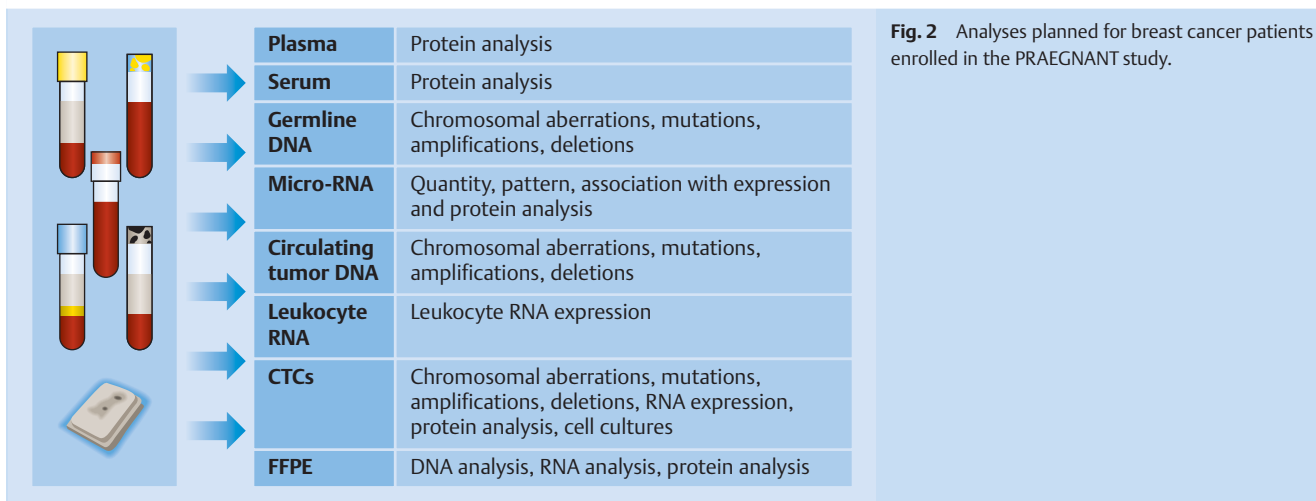 Plasma Protein analysis
Serum Protein analysis
Germline Chromosomal aberrations, mutations,
DNA amplifications, deletions
Micro-RNA Quantity, pattern, association with expression
and protein analysis
Circulating Chromosomal aberrations, mutations,
tumor DNA amplifications, deletions
Leukocyte Leukocyte RNA expression
RNA
CTCs Chromosomal aberrations, mutations,
amplifications, deletions, RNA expression,
protein analysis, cell cultures
FFPE DNA analysis, RNA analysis, protein analysis
Fig. 2 Analyses planned for breast cancer patients
enrolled in the PRAEGNANT study.